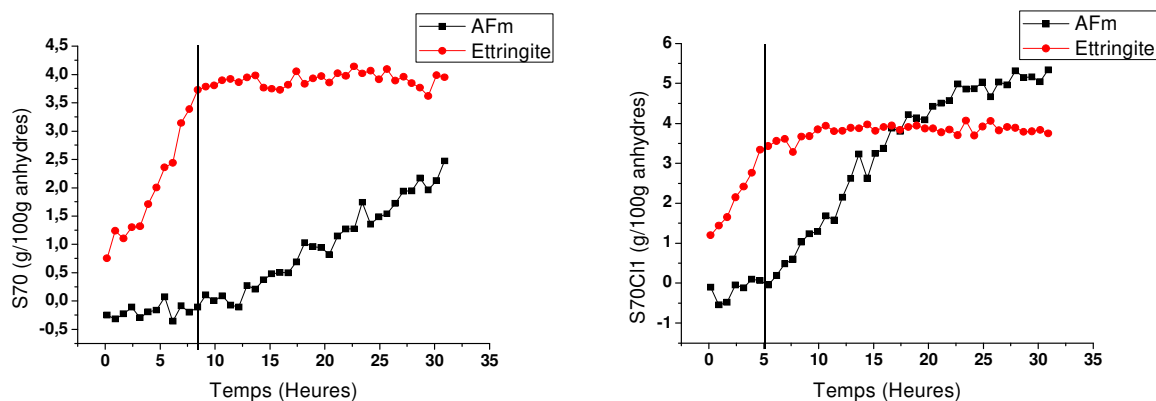 AFm
Ettringite
4,5
4,0
3,5
3,0
2,5
2,0
1,5
1,0
0,5
0,0
-0,5
S70 (g/100g anhydres)
0 5 10 15 20 25 30 35
Temps (Heures)
AFm
Ettringite
6
5
4
3
2
1
0
-1
S70Cl1 (g/100g anhydres)
0 5 10 15 20 25 30 35
Temps (Heures)